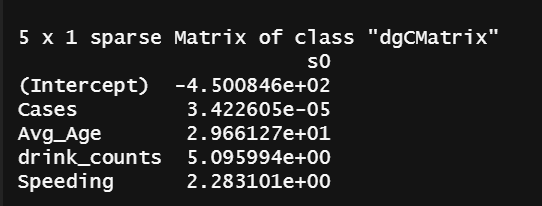 5 x 1 sparse Matrix of class "dgCMatrix"
s0
(Intercept) -4.500846e+02
Cases 3.422605e-05
Avg_Age 2.966127e+01
drink_counts 5.095994e+00
Speeding 2.283101e+00